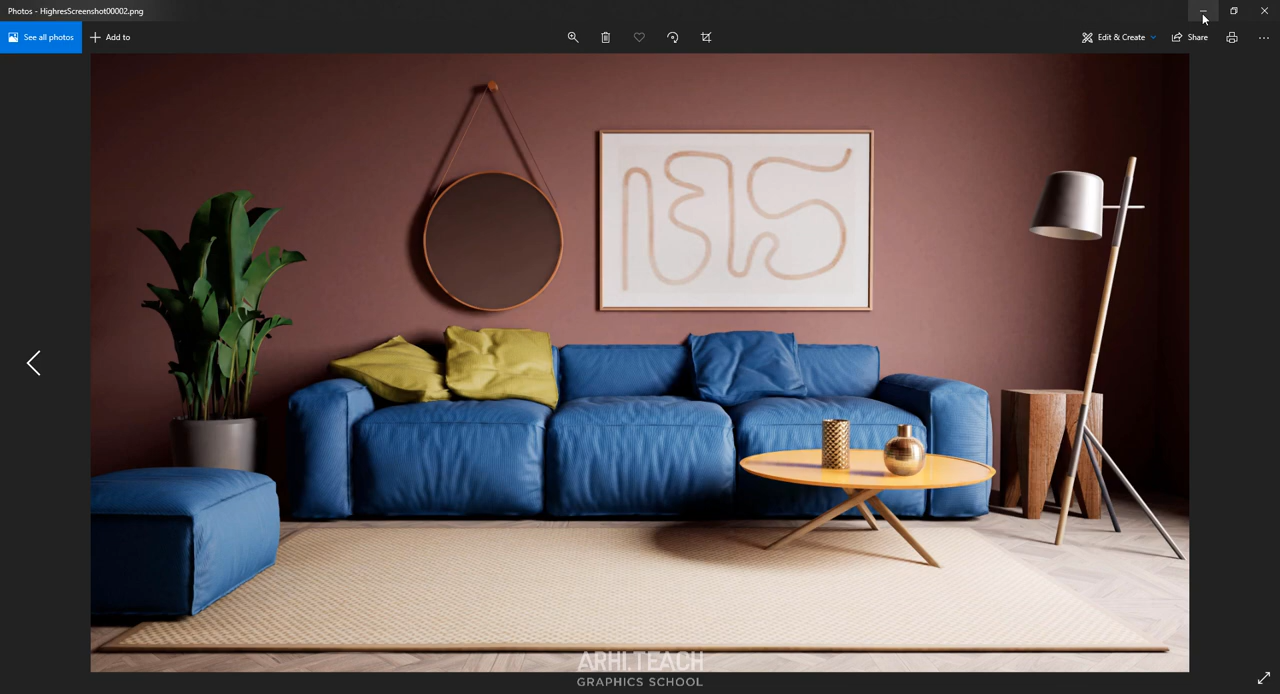 Photos - HighresScreenshot00002.png
See all photos
Add to
Edit & Create
Share
ARHI.TEACH
GRAPHICS SCHOOL